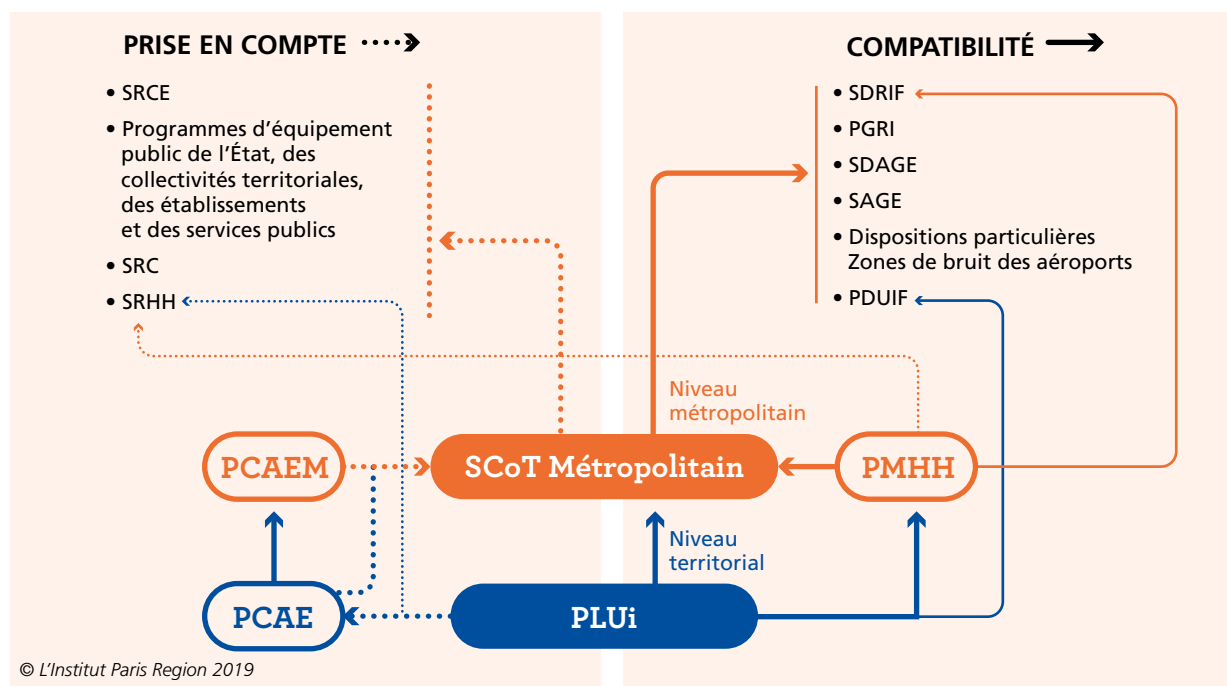 PRISE EN COMPTE
• SRCE
• Programmes d’équipement
public de l’État, des
collectivités territoriales,
des établissements
et des services publics
• SRC
• SRHH
COMPATIBILITÉ
• SDRIF
• PGRI
• SDAGE
• SAGE
• Dispositions particulières
Zones de bruit des aéroports
• PDUIF
Niveau
métropolitain
PCAEM
SCoT Métropolitain
PMHH
Niveau
territorial
PCAE
PLUi
© L’Institut Paris Region 2019